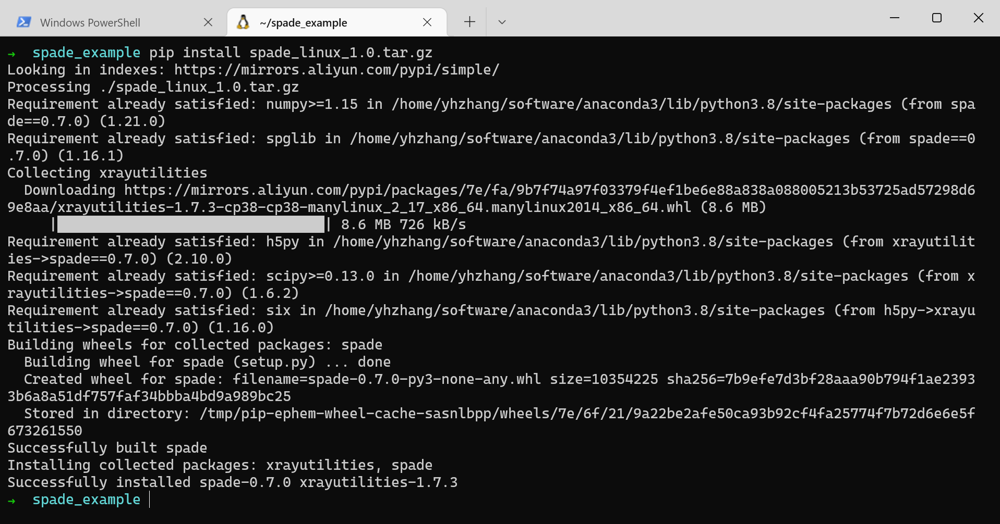 Windows PowerShell
~/spade_example
→ spade_example pip install spade_linux_1.0.tar.gz
Looking in indexes: https://mirrors.aliyun.com/pypi/simple/
Processing ./spade_linux_1.0.tar.gz
Requirement already satisfied: numpy>=1.15 in /home/yhzhang/software/anaconda3/lib/python3.8/site-packages (from spa
de==0.7.0) (1.21.0)
Requirement already satisfied: spglib in /home/yhzhang/software/anaconda3/lib/python3.8/site-packages (from spade==0
.7.0) (1.16.1)
Collecting xrayutilities
  Downloading https://mirrors.aliyun.com/pypi/packages/7e/fa/9b7f74a97f03379f4ef1be6e88a838a088005213b53725ad57298d6
9e8aa/xrayutilities-1.7.3-cp38-cp38-manylinux_2_17_x86_64.manylinux2014_x86_64.whl (8.6 MB)
     |████████████████████████████████| 8.6 MB 726 kB/s
Requirement already satisfied: h5py in /home/yhzhang/software/anaconda3/lib/python3.8/site-packages (from xrayutilit
ies->spade==0.7.0) (2.10.0)
Requirement already satisfied: scipy>=0.13.0 in /home/yhzhang/software/anaconda3/lib/python3.8/site-packages (from x
rayutilities->spade==0.7.0) (1.6.2)
Requirement already satisfied: six in /home/yhzhang/software/anaconda3/lib/python3.8/site-packages (from h5py->xrayu
tilities->spade==0.7.0) (1.16.0)
Building wheels for collected packages: spade
  Building wheel for spade (setup.py) ... done
  Created wheel for spade: filename=spade-0.7.0-py3-none-any.whl size=10354225 sha256=7b9efe7d3bf28aaa90b794f1ae2393
3b6a8a51df757faf34bbba4bd9a989bc25
  Stored in directory: /tmp/pip-ephem-wheel-cache-sasnlbpp/wheels/7e/6f/21/9a22be2afe50ca93b92cf4fa25774f7b72d6e6e5f
673261550
Successfully built spade
Installing collected packages: xrayutilities, spade
Successfully installed spade-0.7.0 xrayutilities-1.7.3
→ spade_example